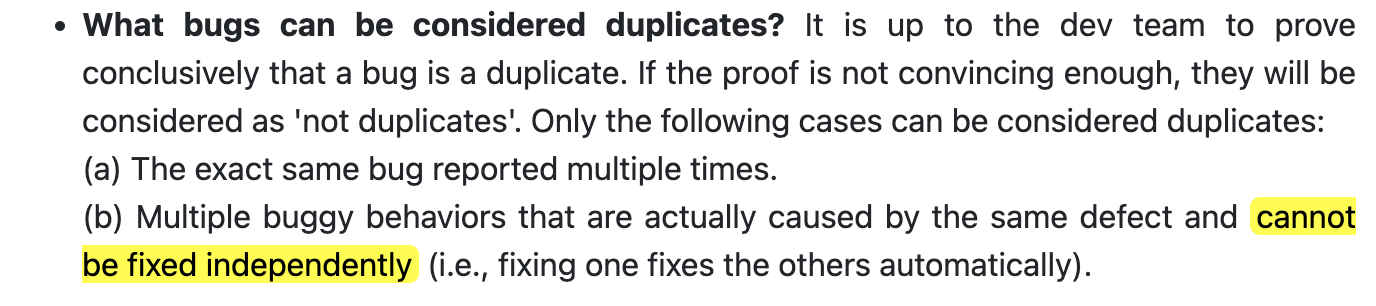 • What bugs can be considered duplicates? It is up to the dev team to prove
conclusively that a bug is a duplicate. If the proof is not convincing enough, they will be
considered as 'not duplicates'. Only the following cases can be considered duplicates:
(a) The exact same bug reported multiple times.
(b) Multiple buggy behaviors that are actually caused by the same defect and cannot
be fixed independently (i.e., fixing one fixes the others automatically).